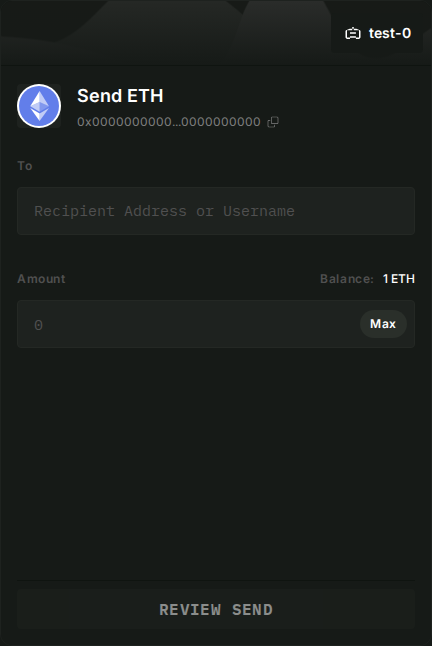 test-0
Send ETH
0x0000000000...0000000000
To
Recipient Address or Username
Amount
Balance: 1 ETH
0
Max
REVIEW SEND